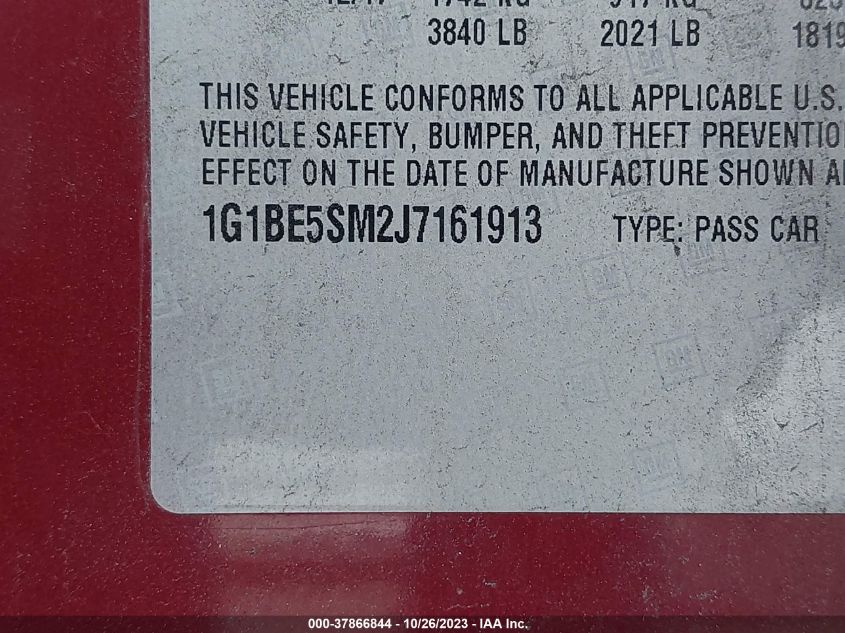 3840 LB 2021 LB 1819
THIS VEHICLE CONFORMS TO ALL APPLICABLE U.S.
VEHICLE SAFETY, BUMPER, AND THEFT PREVENTIO
EFFECT ON THE DATE OF MANUFACTURE SHOWN A
1G1BE5SM2J7161913 TYPE: PASS CAR
000-37866844 - 10/26/2023 - IAA Inc.